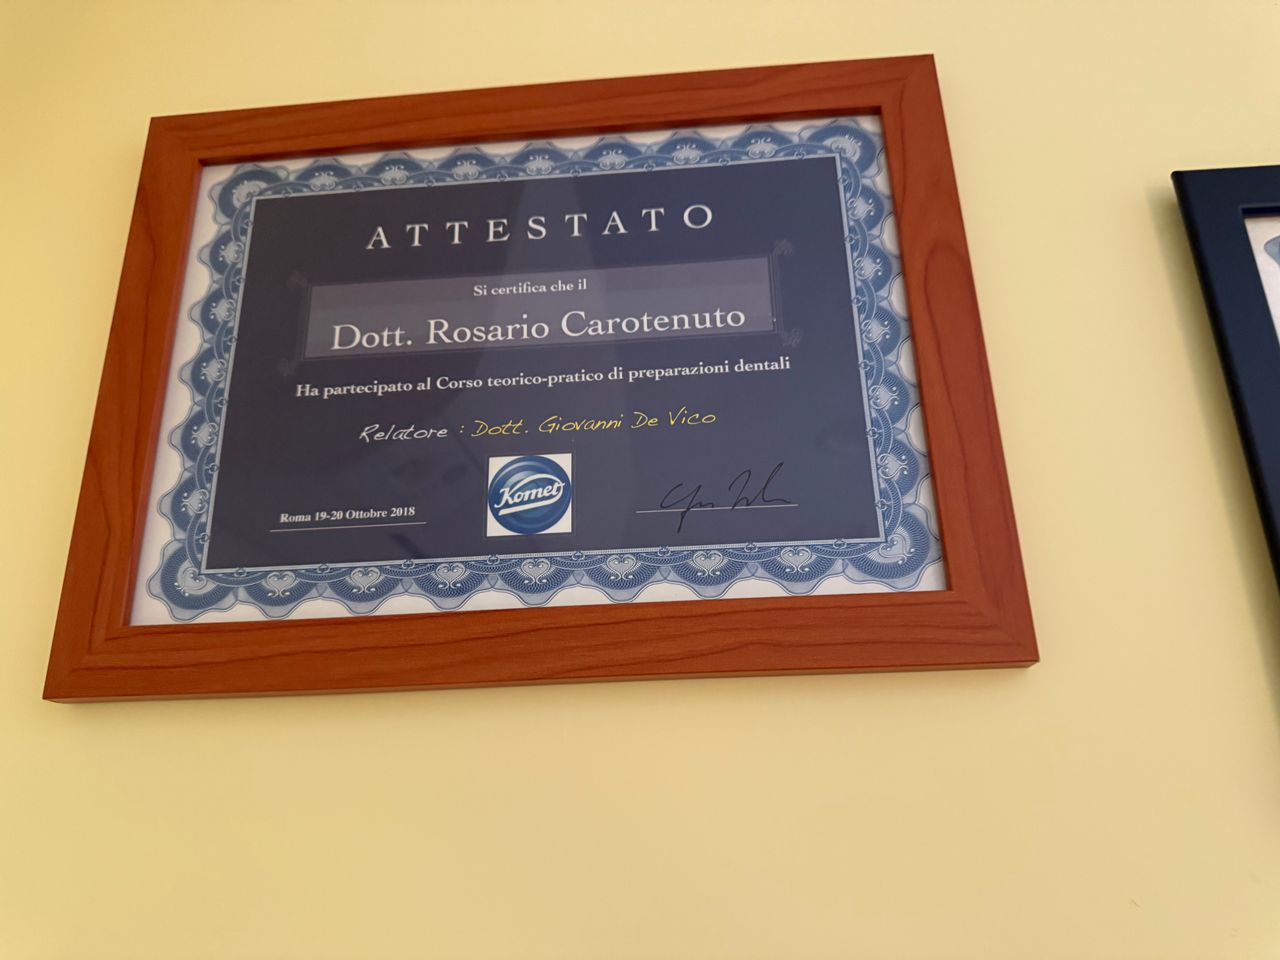 ATTESTATO
Si certifica che il
Dott. Rosario Carotenuto
Ha partecipato al Corso teorico-pratico di preparazioni dentali
Relatore : Dott. Giovanni De Vico
Komet
Roma 19-20 Ottobre 2018